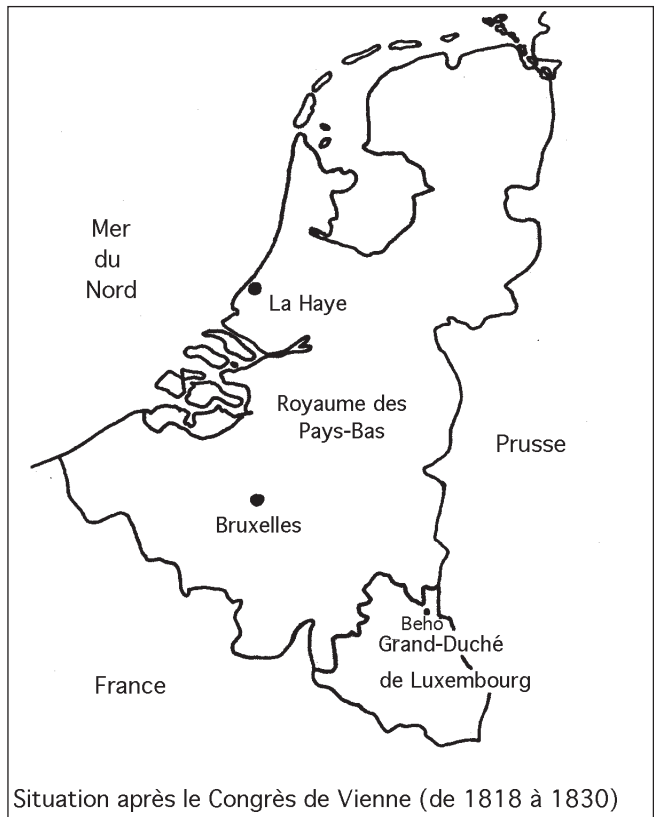 Mer
du
Nord
La Haye
Royaume des
Pays-Bas
Prusse
Bruxelles
Beho
Grand-Duché
de Luxembourg
France
Situation après le Congrès de Vienne (de 1818 à 1830)